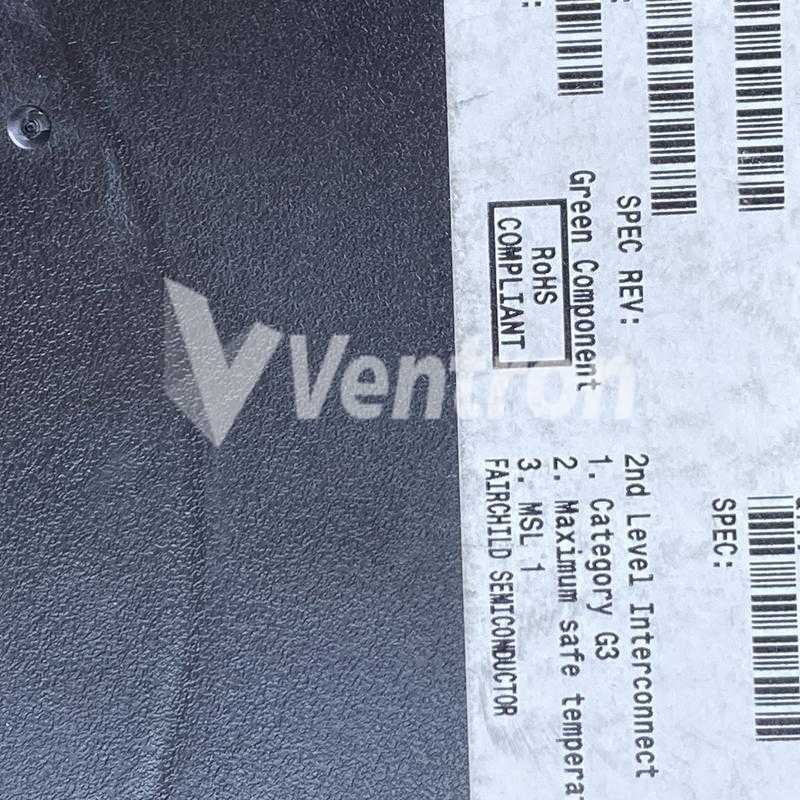 SPEC:
SPEC REV:
Green Component
RoHS
COMPLIANT
2nd Level Interconnect
1. Category G3
2. Maximum safe
3. MSL 1
FAIRCHILD SEMICONDUCTOR
Ventron